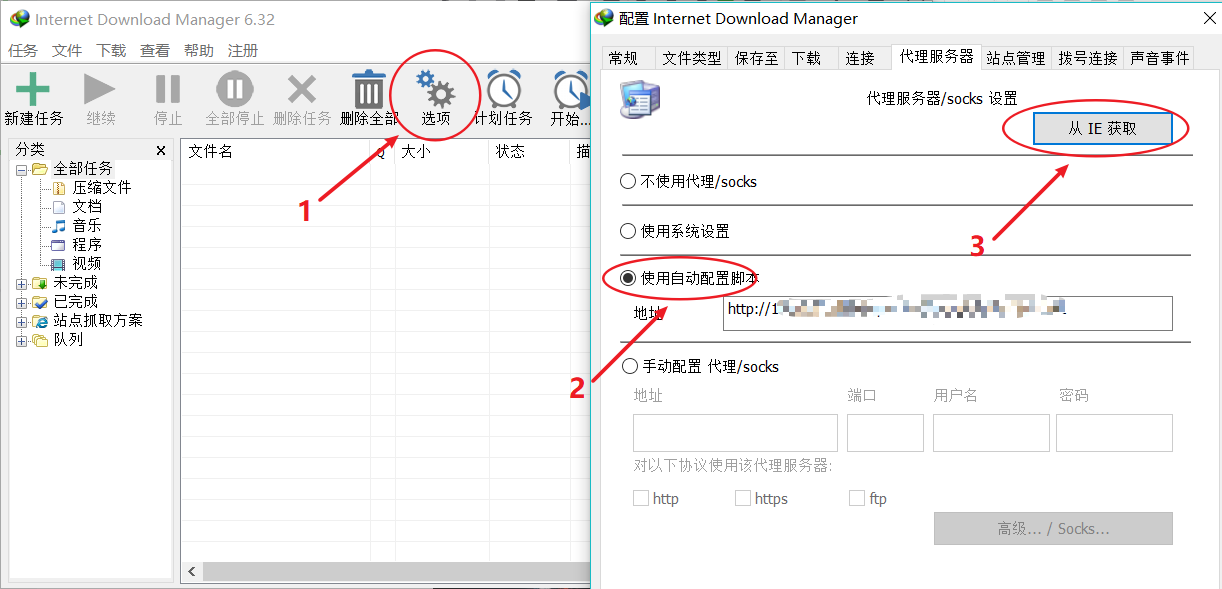 Internet Download Manager 6.32
任务 文件 下载 查看 帮助 注册
新建任务 继续 停止 全部停止 删除任务 删除全部 选项 计划任务 开始...
1
分类
全部任务
压缩文件
文档
音乐
程序
视频
未完成
已完成
站点抓取方案
队列
文件名 Q 大小 状态 描
配置 Internet Download Manager
常规 文件类型 保存至 下载 连接 代理服务器 站点管理 拨号连接 声音事件
代理服务器/socks 设置
从 IE 获取
3
不使用代理/socks
使用系统设置
使用自动配置脚本
地址 http://1
2
手动配置 代理/socks
地址 端口 用户名 密码
对以下协议使用该代理服务器:
http https ftp
高级... / Socks...